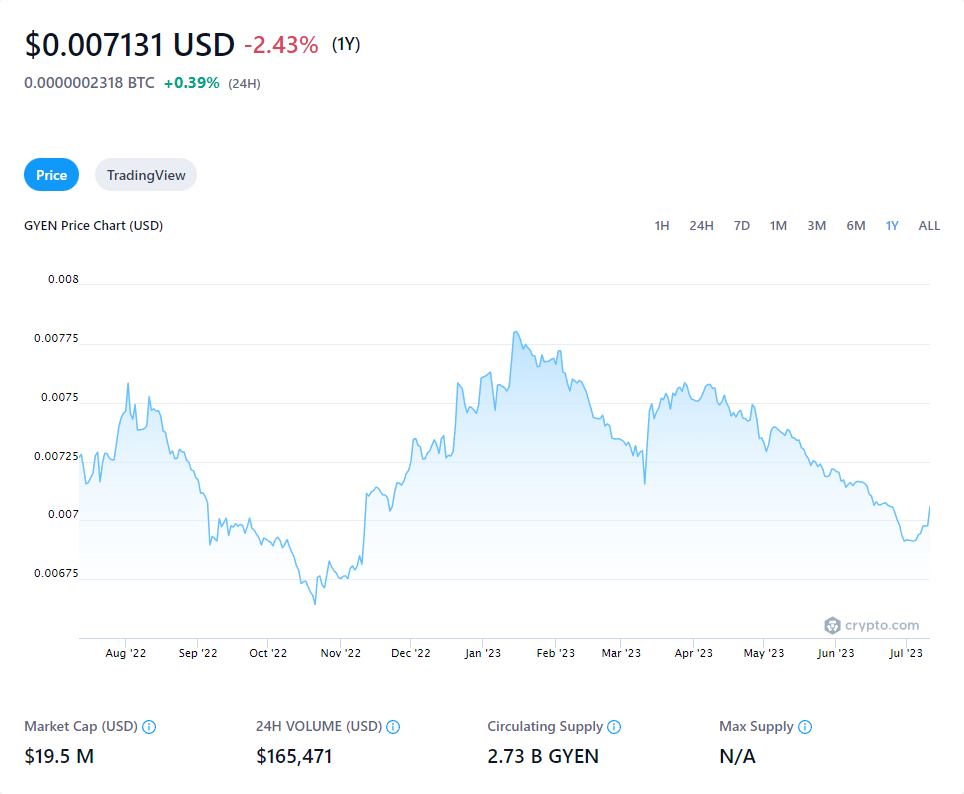 $0.007131 USD -2.43% (1Y)
0.0000002318 BTC +0.39% (24H)
Price TradingView
GYEN Price Chart (USD) 1H 24H 7D 1M 3M 6M 1Y ALL
0.008
0.00775
0.0075
0.00725
0.007
0.00675
crypto.com
Aug '22 Sep '22 Oct '22 Nov '22 Dec '22 Jan '23 Feb '23 Mar '23 Apr '23 May '23 Jun '23 Jul '23
Market Cap (USD) 24H VOLUME (USD) Circulating Supply Max Supply
$19.5 M $165,471 2.73 B GYEN N/A